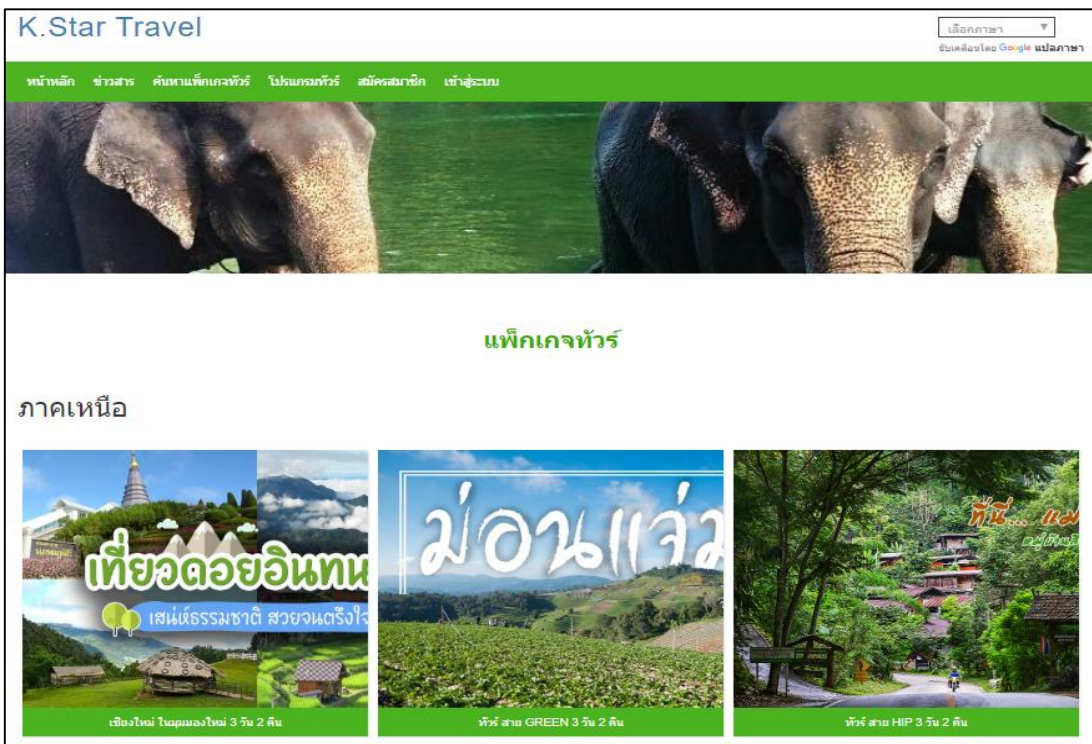 K.Star Travel
เลือกภาษา ▼
ขับเคลื่อนโดย Google แปลภาษา
หน้าหลัก ข่าวสาร ค้นหาแพ็กเกจทัวร์ โปรแกรมทัวร์ สมัครสมาชิก เข้าสู่ระบบ
แพ็กเกจทัวร์
ภาคเหนือ
เที่ยวดอยอินทน
เสน่ห์ธรรมชาติ สวยจนตรึงใจ
ม่อนแจ่ม
ที่นี่... แม
เชียงใหม่ ในมุมมองใหม่ 3 วัน 2 คืน
ทัวร์ สาย GREEN 3 วัน 2 คืน
ทัวร์ สาย HIP 3 วัน 2 คืน